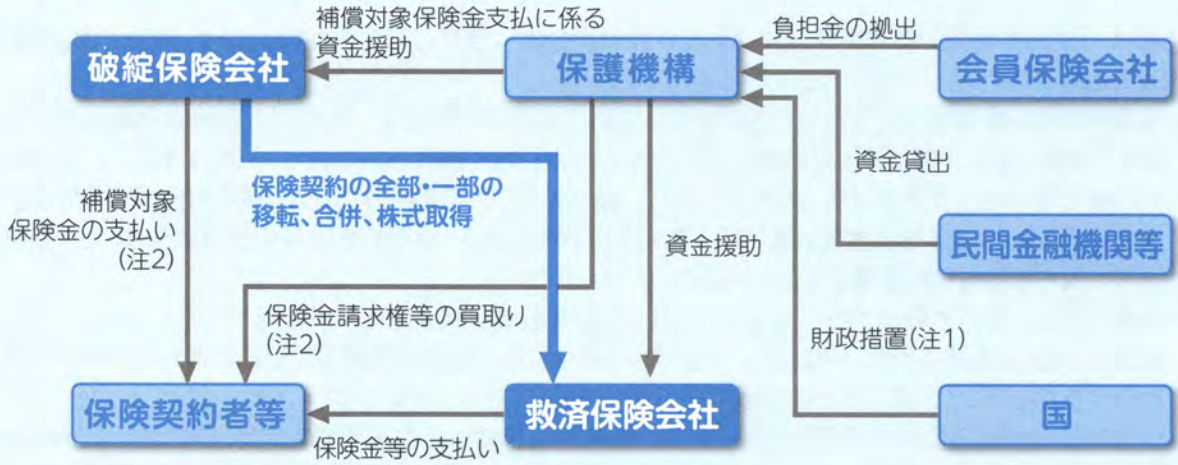 補償対象保険金支払に係る
資金援助
負担金の拠出
破綻保険会社
保護機構
会員保険会社
資金貸出
保険契約の全部・一部の
移転、合併、株式取得
補償対象
保険金の支払い
(注2)
資金援助
民間金融機関等
保険金請求権等の買取り
(注2)
財政措置(注1)
保険契約者等
救済保険会社
国
保険金等の支払い